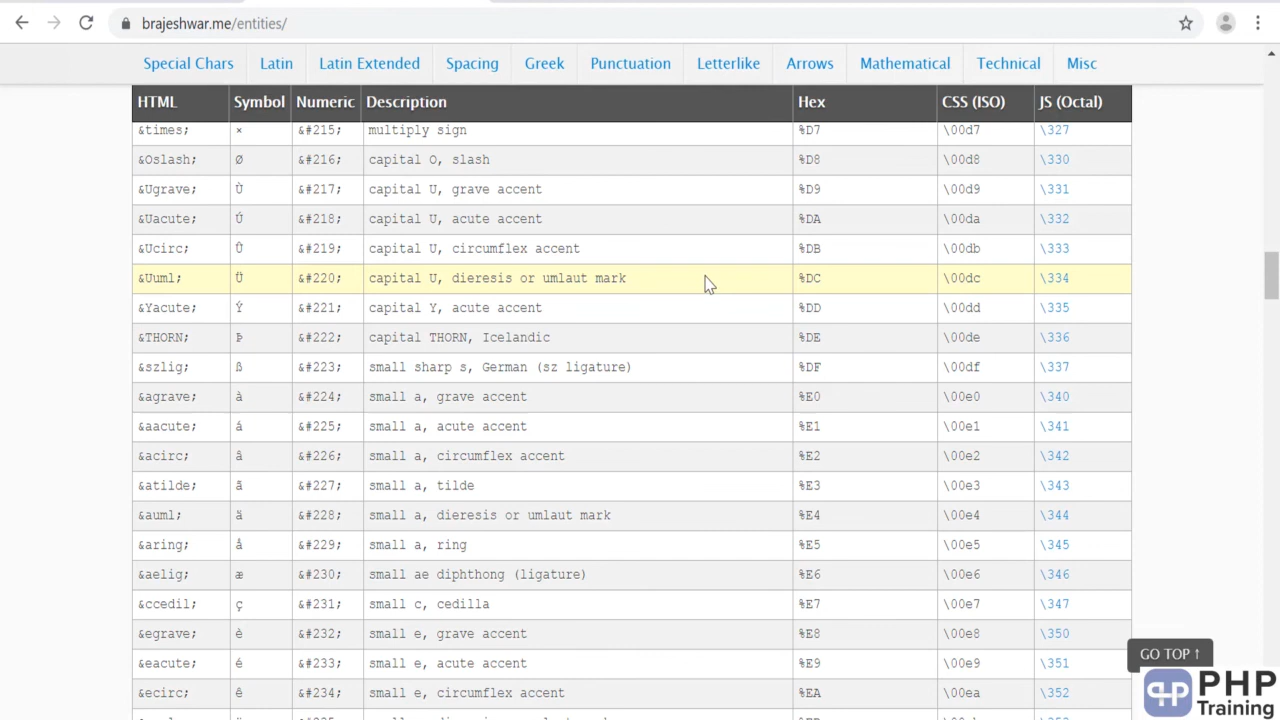 brajeshwar.me/entities/
Special Chars Latin Latin Extended Spacing Greek Punctuation Letterlike Arrows Mathematical Technical Misc
HTML Symbol Numeric Description Hex CSS (ISO) JS (Octal)
&times; × &#215; multiply sign %D7 \00d7 \327
&Oslash; Ø &#216; capital O, slash %D8 \00d8 \330
&Ugrave; Ù &#217; capital U, grave accent %D9 \00d9 \331
&Uacute; Ú &#218; capital U, acute accent %DA \00da \332
&Ucirc; Û &#219; capital U, circumflex accent %DB \00db \333
&Uuml; Ü &#220; capital U, dieresis or umlaut mark %DC \00dc \334
&Yacute; Ý &#221; capital Y, acute accent %DD \00dd \335
&THORN; Þ &#222; capital THORN, Icelandic %DE \00de \336
&szlig; ß &#223; small sharp s, German (sz ligature) %DF \00df \337
&agrave; à &#224; small a, grave accent %E0 \00e0 \340
&aacute; á &#225; small a, acute accent %E1 \00e1 \341
&acirc; â &#226; small a, circumflex accent %E2 \00e2 \342
&atilde; ã &#227; small a, tilde %E3 \00e3 \343
&auml; ä &#228; small a, dieresis or umlaut mark %E4 \00e4 \344
&aring; å &#229; small a, ring %E5 \00e5 \345
&aelig; æ &#230; small ae diphthong (ligature) %E6 \00e6 \346
&ccedil; ç &#231; small c, cedilla %E7 \00e7 \347
&egrave; è &#232; small e, grave accent %E8 \00e8 \350
&eacute; é &#233; small e, acute accent %E9 \00e9 \351
&ecirc; ê &#234; small e, circumflex accent %EA \00ea \352
GO TOP ↑
PHP
Training